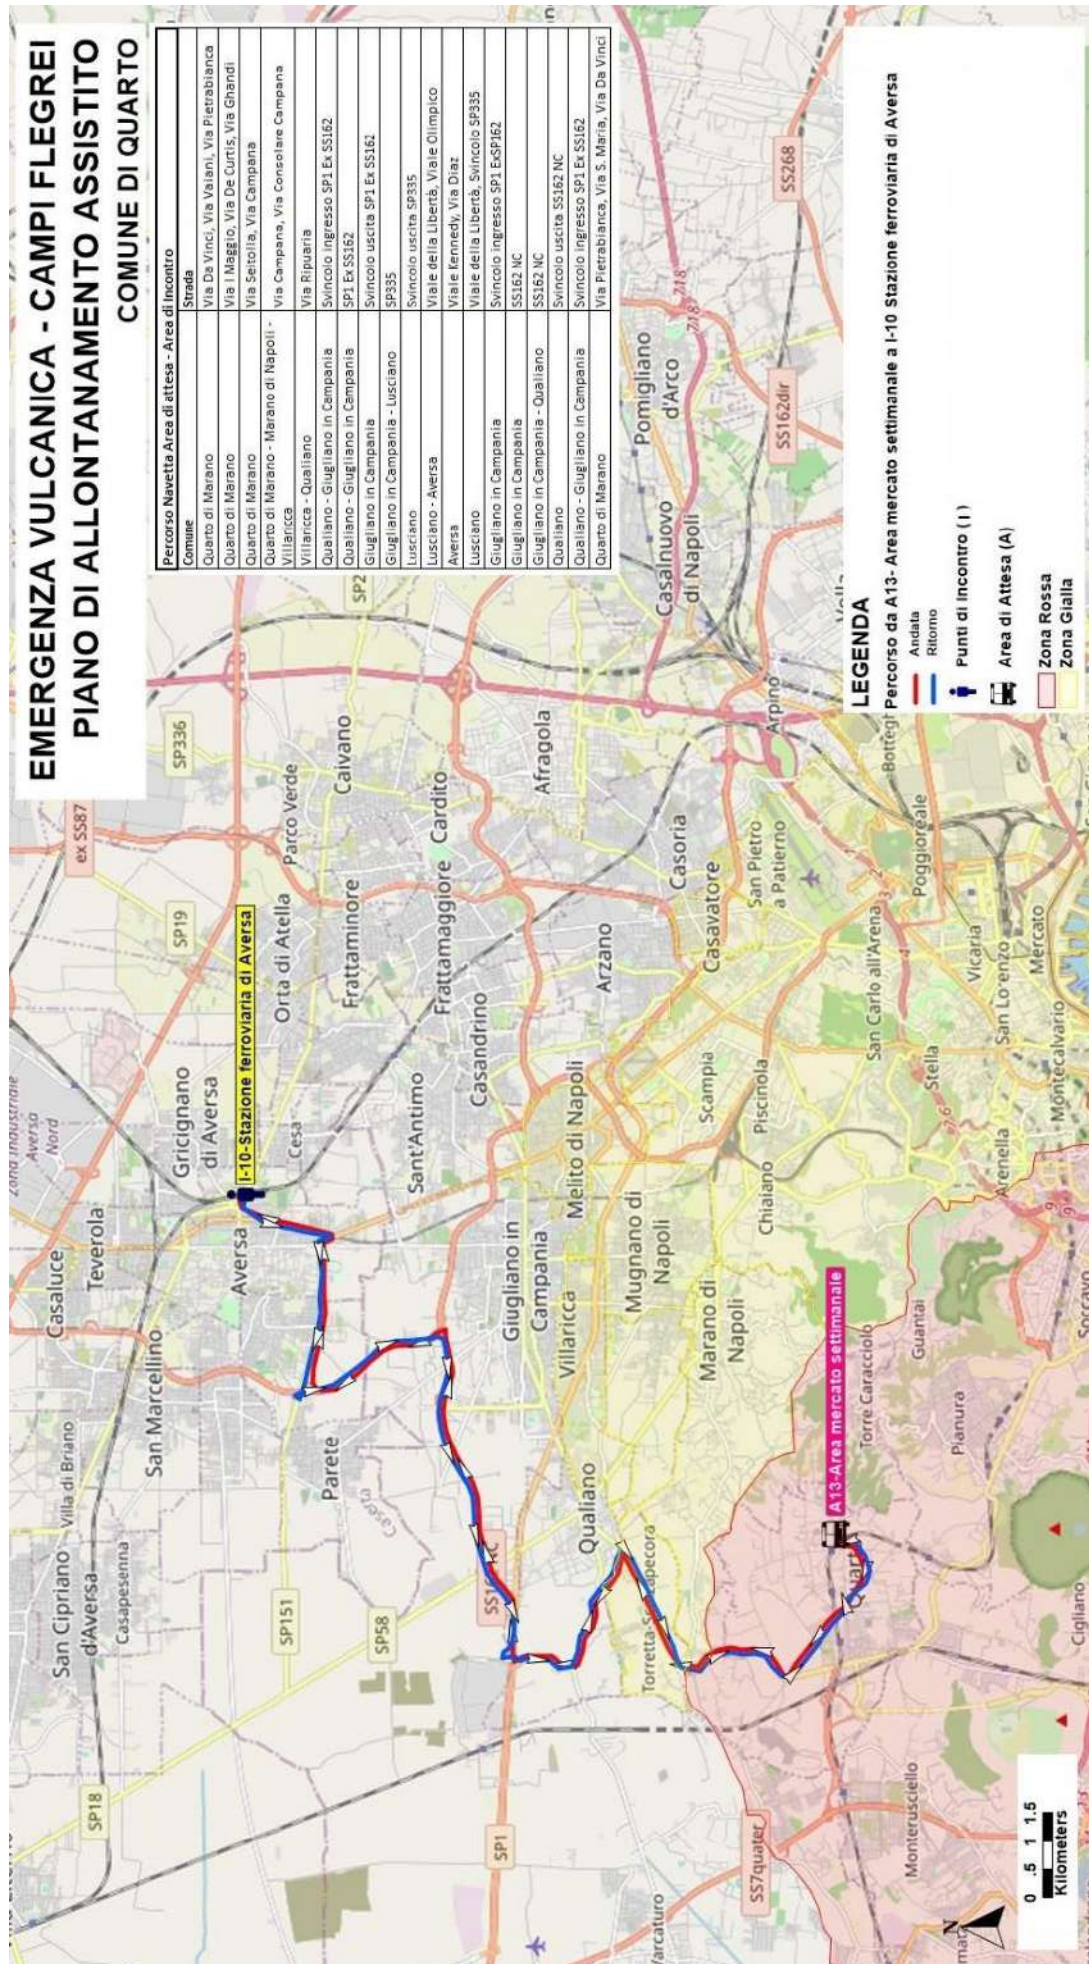 EMERGENZA VULCANICA - CAMPI FLEGREI
PIANO DI ALLONTANAMENTO ASSISTITO
COMUNE DI QUARTO
Percorso Navetta Area di attesa - Area di Incontro
Comune Strada
Quarto di Marano Via Da Vinci, Via Vaiani, Via Pietrabianca
Quarto di Marano Via I Maggio, Via De Curtis, Via Ghandi
Quarto di Marano Via Seitolla, Via Campana
Quarto di Marano - Marano di Napoli - Villaricca Via Campana, Via Consolare Campana
Villaricca - Qualiano Via Ripuaria
Qualiano - Giugliano in Campania Svincolo ingresso SP1 Ex SS162
Qualiano - Giugliano in Campania SP1 Ex SS162
Giugliano in Campania Svincolo uscita SP1 Ex SS162
Giugliano in Campania - Lusciano SP335
Lusciano Svincolo uscita SP335
Lusciano - Aversa Viale della Libertà, Viale Olimpico
Aversa Viale Kennedy, Via Diaz
Lusciano Viale della Libertà, Svincolo SP335
Giugliano in Campania Svincolo ingresso SP1 ExSP162
Giugliano in Campania SS162 NC
Giugliano in Campania - Qualiano SS162 NC
Qualiano Svincolo uscita SS162 NC
Qualiano - Giugliano in Campania Svincolo ingresso SP1 Ex SS162
Quarto di Marano Via Pietrabianca, Via S. Maria, Via Da Vinci
Zona Industriale
Aversa
Nord
Casaluce
Teverola
Gricignano
di Aversa
ex SS87
SP336
SP19
San Marcellino
Villa di Briano
San Cipriano
d'Aversa
Casapesenna
SP18
Aversa
I-10-Stazione ferroviaria di Aversa
Cesa
Orta di Atella
Parco Verde
Caivano
SP2
SP151
Parete
Caserta
SP58
Sant'Antimo
Frattaminore
Frattamaggiore
Cardito
Casandrino
Afragola
Giugliano in
Campania
Villaricca
Melito di Napoli
Arzano
Casoria
Casavatore
Casalnuovo
di Napoli
Pomigliano
d'Arco
718
718
SS268
SS162dir
SP1
Qualiano
Mugnano di
Napoli
Marano di
Napoli
Scampia
Piscinola
Chiaiano
San Pietro
a Patierno
Arpino
Poggioreale
San Carlo all'Arena
Stella
Vicaria
San Lorenzo
Mercato
Montecalvario
Arenella
1
2
3
4
SS7quater
Varcaturo
Monterusciello
A13-Area mercato settimanale
Torre Caracciolo
Guantai
Pianura
Soccavo
Cigliano
LEGENDA
Percorso da A13- Area mercato settimanale a I-10 Stazione ferroviaria di Aversa
Andata
Ritorno
Punti di Incontro ( I )
Area di Attesa (A)
Zona Rossa
Zona Gialla
N
0 .5 1 1.5
Kilometers